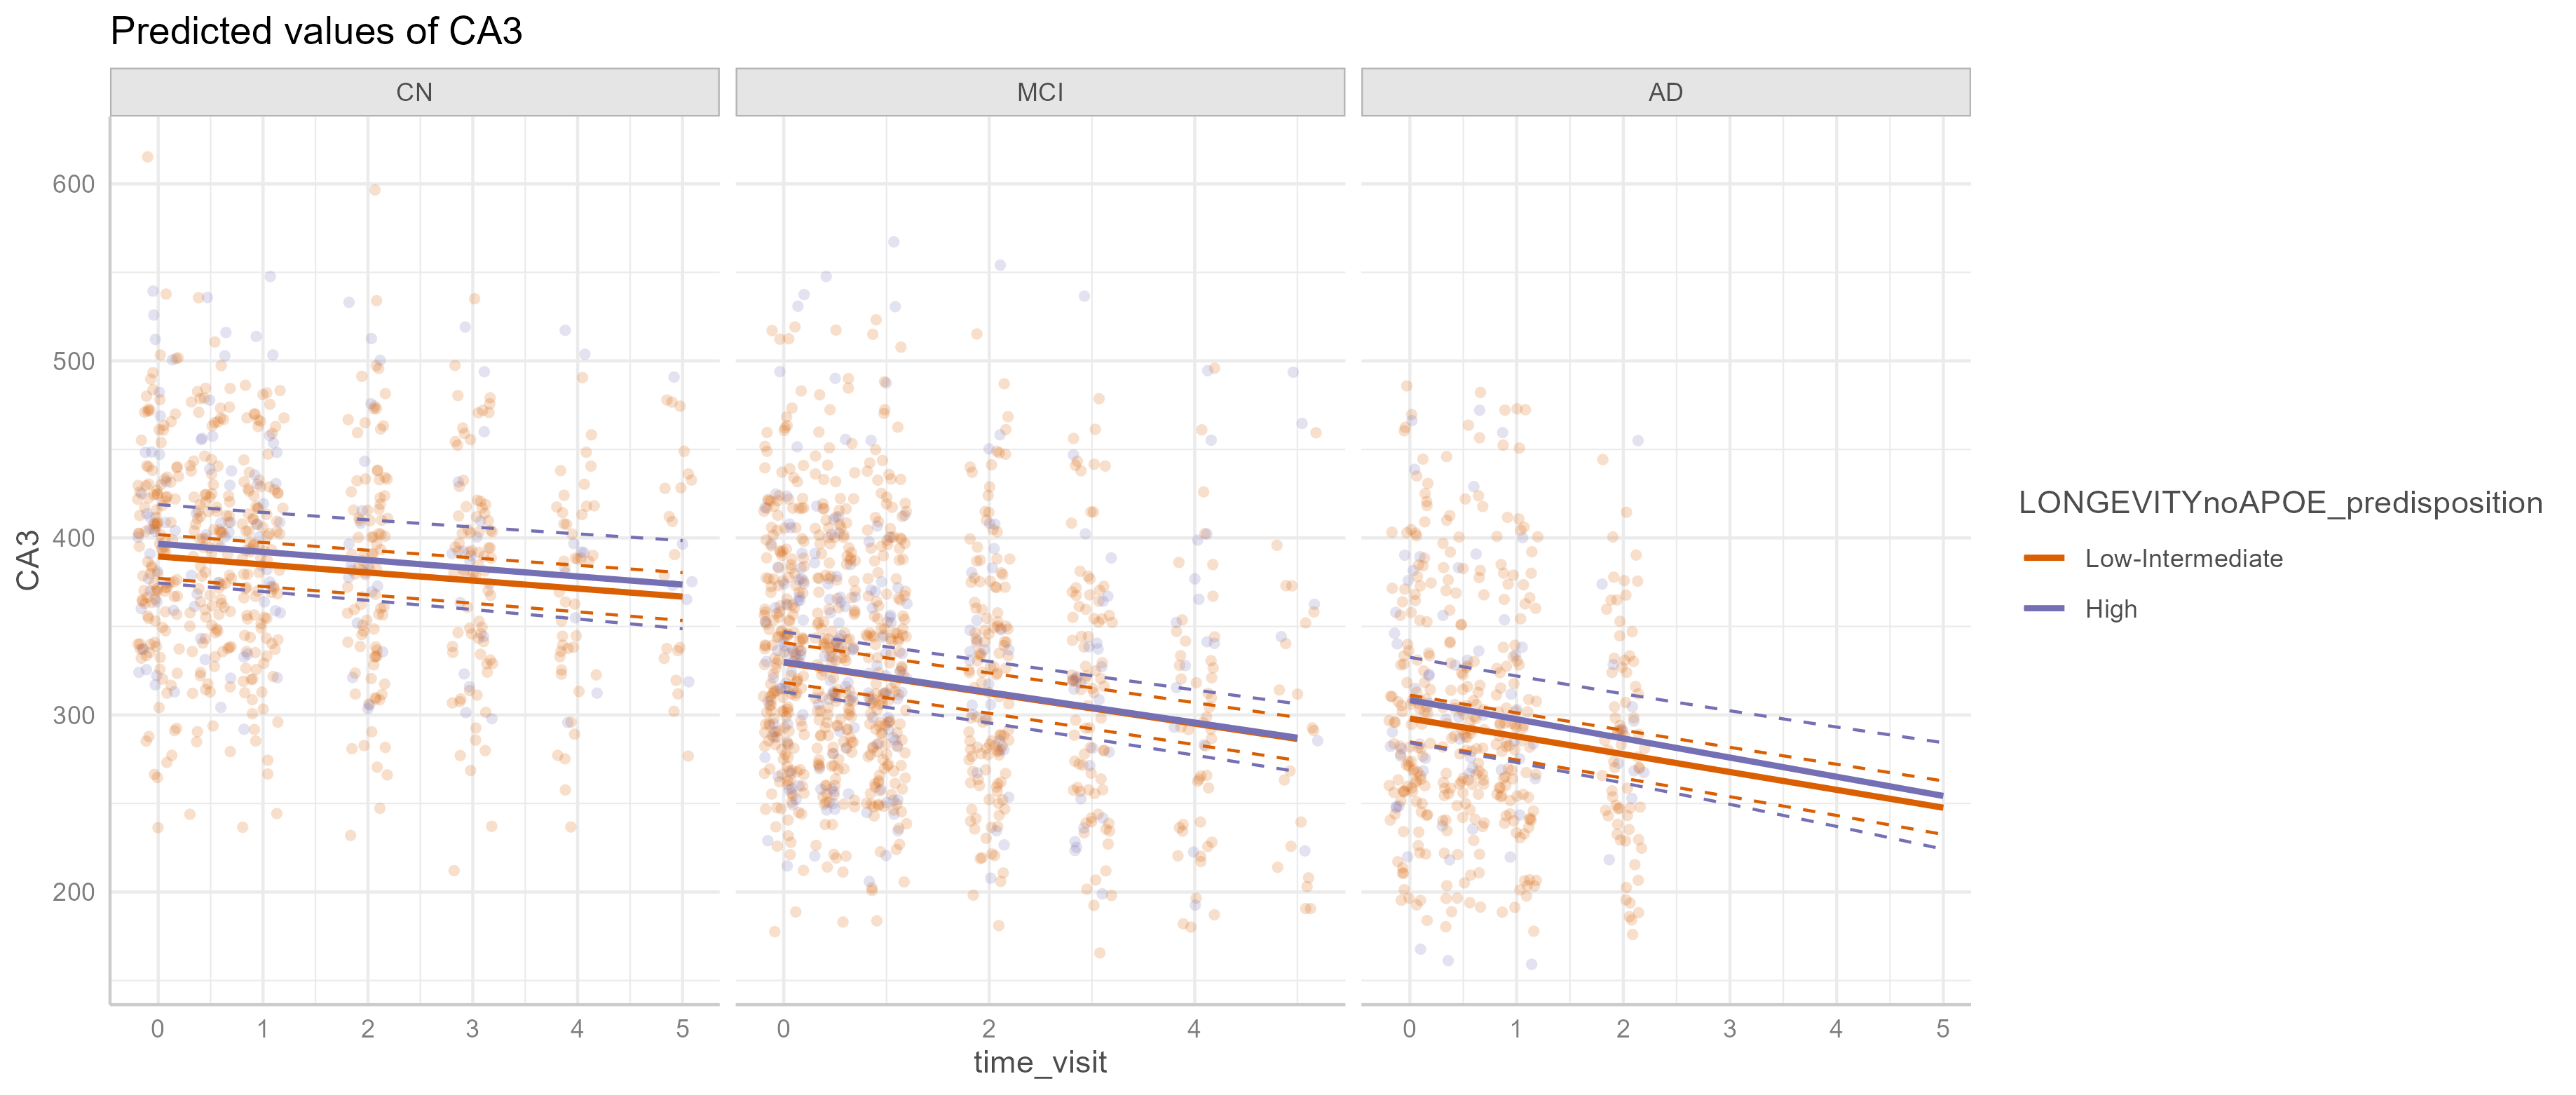 Predicted values of CA3
CN MCI AD
600
500
400
300
200
CA3
0 1 2 3 4 5 0 2 4 0 1 2 3 4 5
time_visit
LONGEVITYnoAPOE_predisposition
Low-Intermediate
High